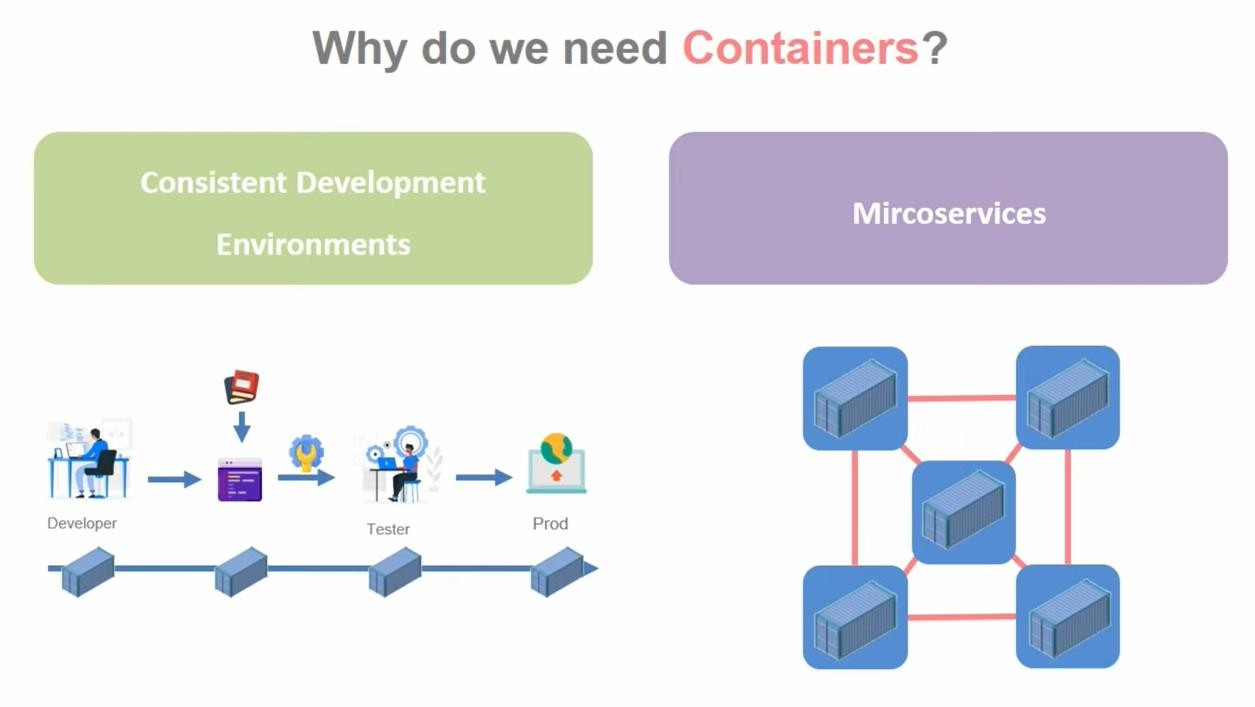 Why do we need Containers?
Consistent Development
Environments
Mircoservices
Developer
Tester
Prod